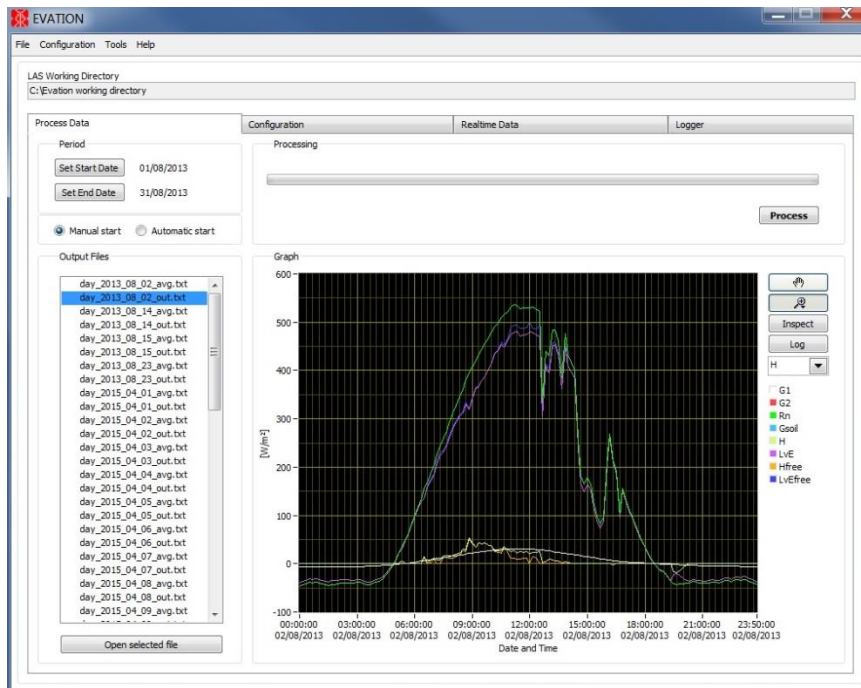 EVATION
File Configuration Tools Help
LAS Working Directory
C:\Evation working directory
Process Data
Configuration
Realtime Data
Logger
Period
Set Start Date 01/08/2013
Set End Date 31/08/2013
Manual start Automatic start
Processing
Process
Output Files
day_2013_08_02_avg.txt
day_2013_08_02_out.txt
day_2013_08_14_avg.txt
day_2013_08_14_out.txt
day_2013_08_15_avg.txt
day_2013_08_15_out.txt
day_2013_08_23_avg.txt
day_2013_08_23_out.txt
day_2015_04_01_avg.txt
day_2015_04_01_out.txt
day_2015_04_02_avg.txt
day_2015_04_02_out.txt
day_2015_04_03_avg.txt
day_2015_04_03_out.txt
day_2015_04_04_avg.txt
day_2015_04_04_out.txt
day_2015_04_05_avg.txt
day_2015_04_05_out.txt
day_2015_04_06_avg.txt
day_2015_04_06_out.txt
day_2015_04_07_avg.txt
day_2015_04_07_out.txt
day_2015_04_08_avg.txt
day_2015_04_08_out.txt
day_2015_04_09_avg.txt
Open selected file
Graph
600
500
400
300
200
100
0
-100
[W/m²]
00:00:00 03:00:00 06:00:00 09:00:00 12:00:00 15:00:00 18:00:00 21:00:00 23:50:00
02/08/2013 02/08/2013 02/08/2013 02/08/2013 02/08/2013 02/08/2013 02/08/2013 02/08/2013 02/08/2013
Date and Time
Inspect
Log
H
G1
G2
Rn
Gsoil
H
LvE
Hfree
LvEfree